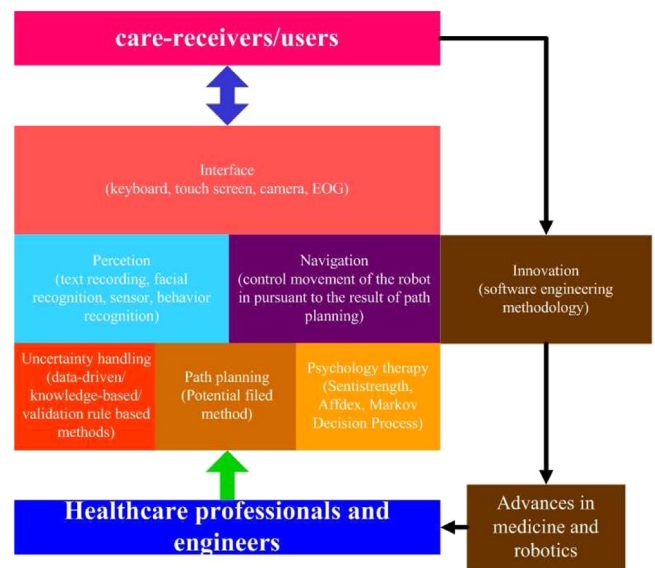 care-receivers/users
Interface
(keyboard, touch screen, camera, EOG)
Percetion
(text recording, facial
recognition, sensor, behavior
recognition)
Navigation
(control movement of the robot
in pursuant to the result of path
planning)
Innovation
(software engineering
methodology)
Uncertainty handling
(data-driven/
knowledge-based/
validation rule based
methods)
Path planning
(Potential filed
method)
Psychology therapy
(Sentistrength,
Affdex, Markov
Decision Process)
Healthcare professionals and
engineers
Advances in
medicine and
robotics